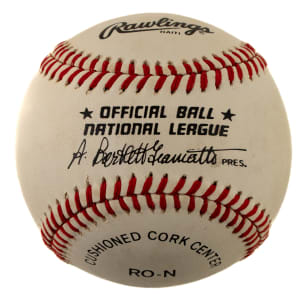 Rawlings
HAITI
★ OFFICIAL BALL ★
NATIONAL LEAGUE
A. Bartlett Giamatti PRES.
CUSHIONED CORK CENTER
RO-N